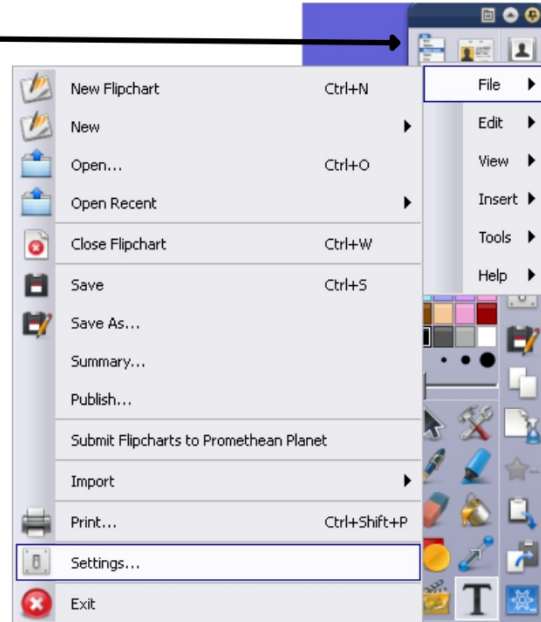 File
Edit
View
Insert
Tools
Help
New Flipchart Ctrl+N
New
Open... Ctrl+O
Open Recent
Close Flipchart Ctrl+W
Save Ctrl+S
Save As...
Summary...
Publish...
Submit Flipcharts to Promethean Planet
Import
Print... Ctrl+Shift+P
Settings...
Exit
T